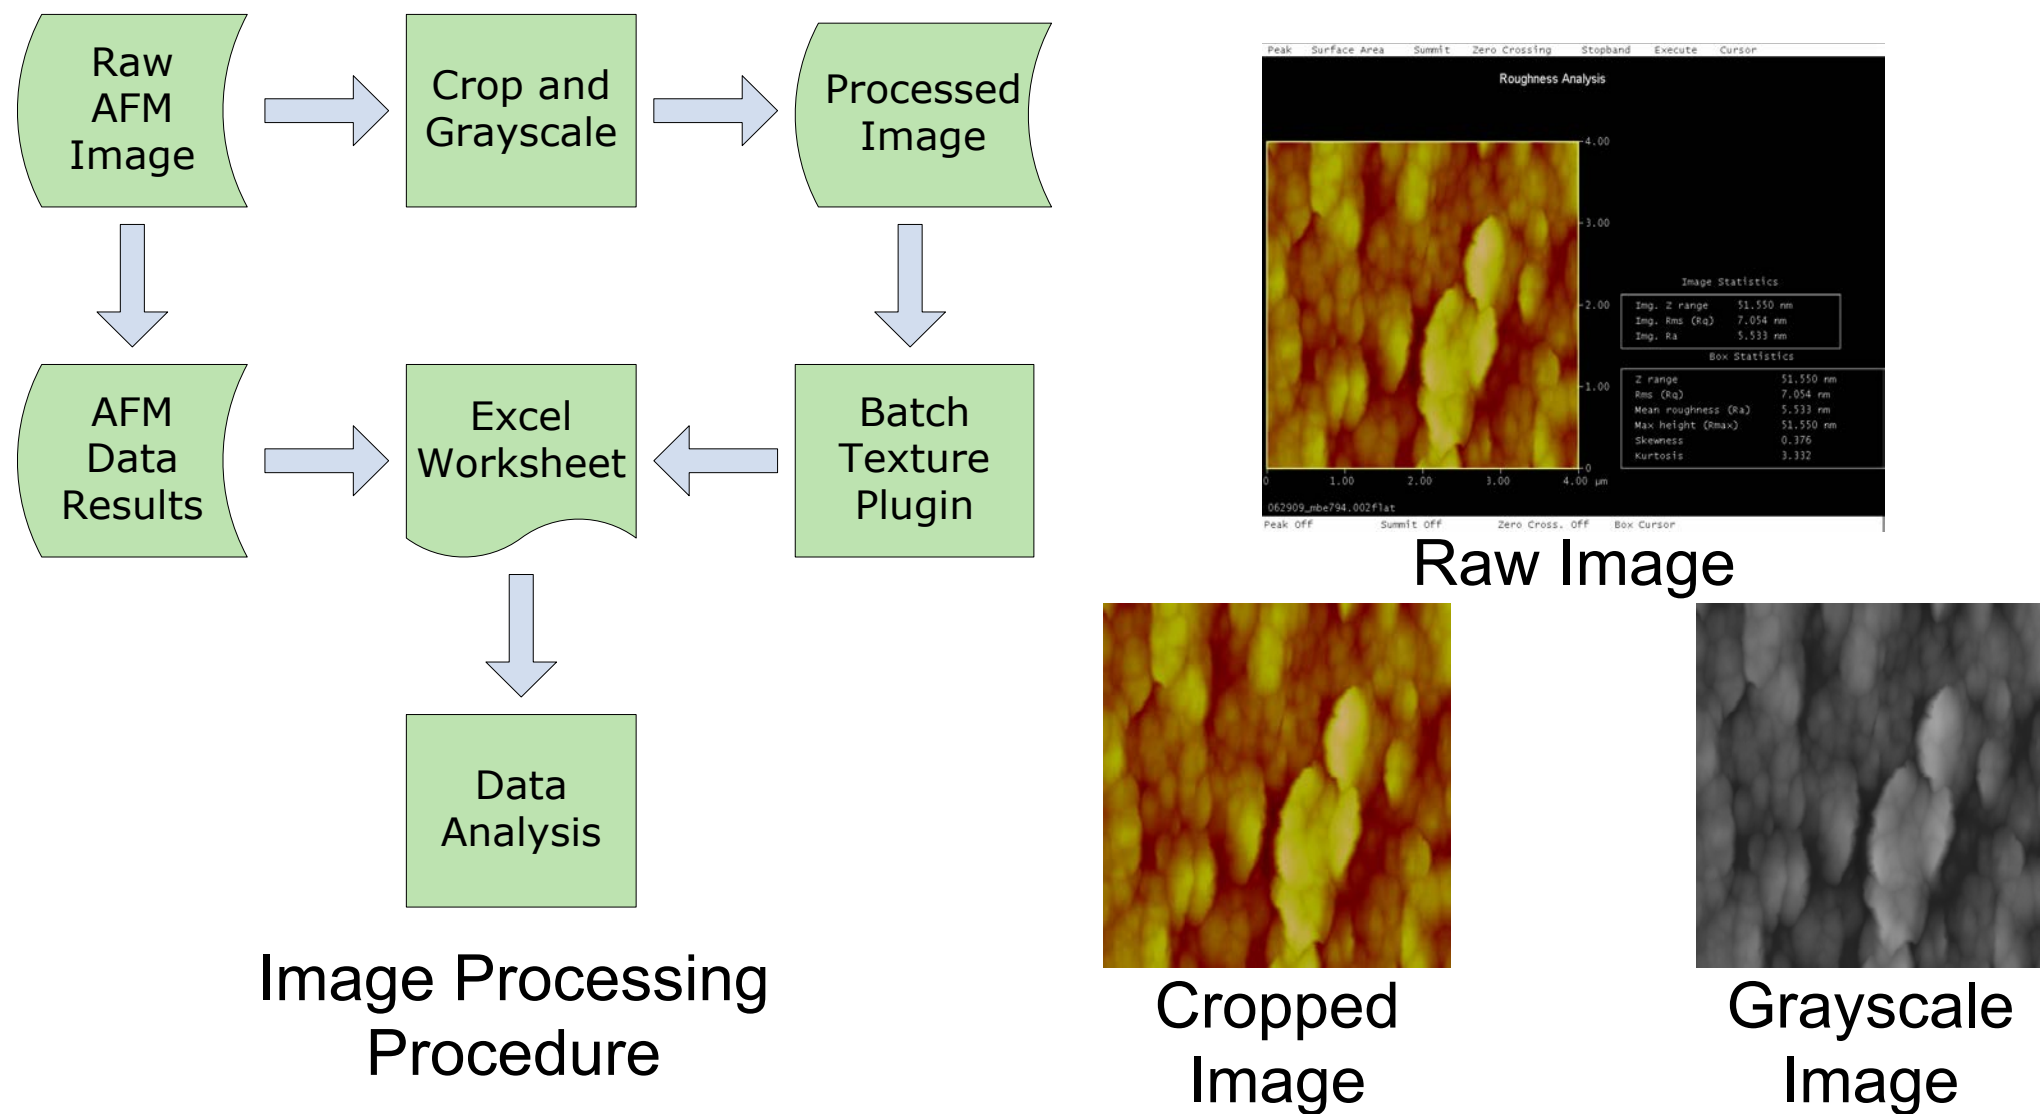 Raw
AFM
Image
Crop and
Grayscale
Processed
Image
AFM
Data
Results
Excel
Worksheet
Batch
Texture
Plugin
Data
Analysis
Image Processing
Procedure
Peak Surface Area Summit Zero Crossing Stopband Execute Cursor
Roughness Analysis
4.00
3.00
2.00
1.00
0
0 1.00 2.00 3.00 4.00 µm
Image Statistics
Img. Z range 51.550 nm
Img. Rms (Rq) 7.054 nm
Img. Ra 5.533 nm
Box Statistics
Z range 51.550 nm
Rms (Rq) 7.054 nm
Mean roughness (Ra) 5.533 nm
Max height (Rmax) 51.550 nm
Skewness 0.376
Kurtosis 3.332
062909_mbe794.002flat
Peak Off Summit Off Zero Cross. Off Box Cursor
Raw Image
Cropped
Image
Grayscale
Image